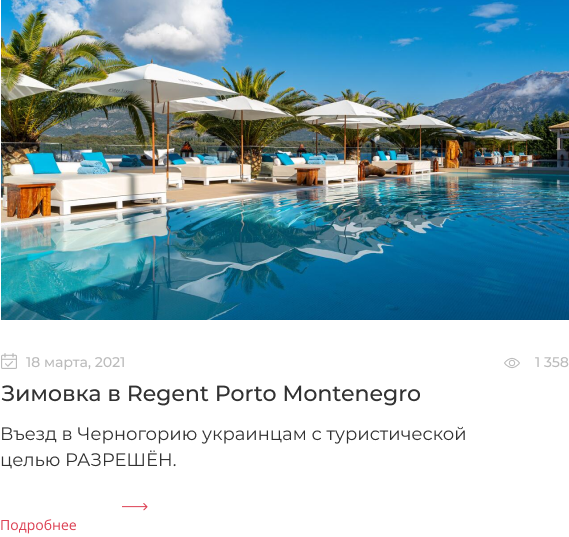 18 марта, 2021
1 358
Зимовка в Regent Porto Montenegro
Въезд в Черногорию украинцам с туристической
целью РАЗРЕШЁН.
Подробнее